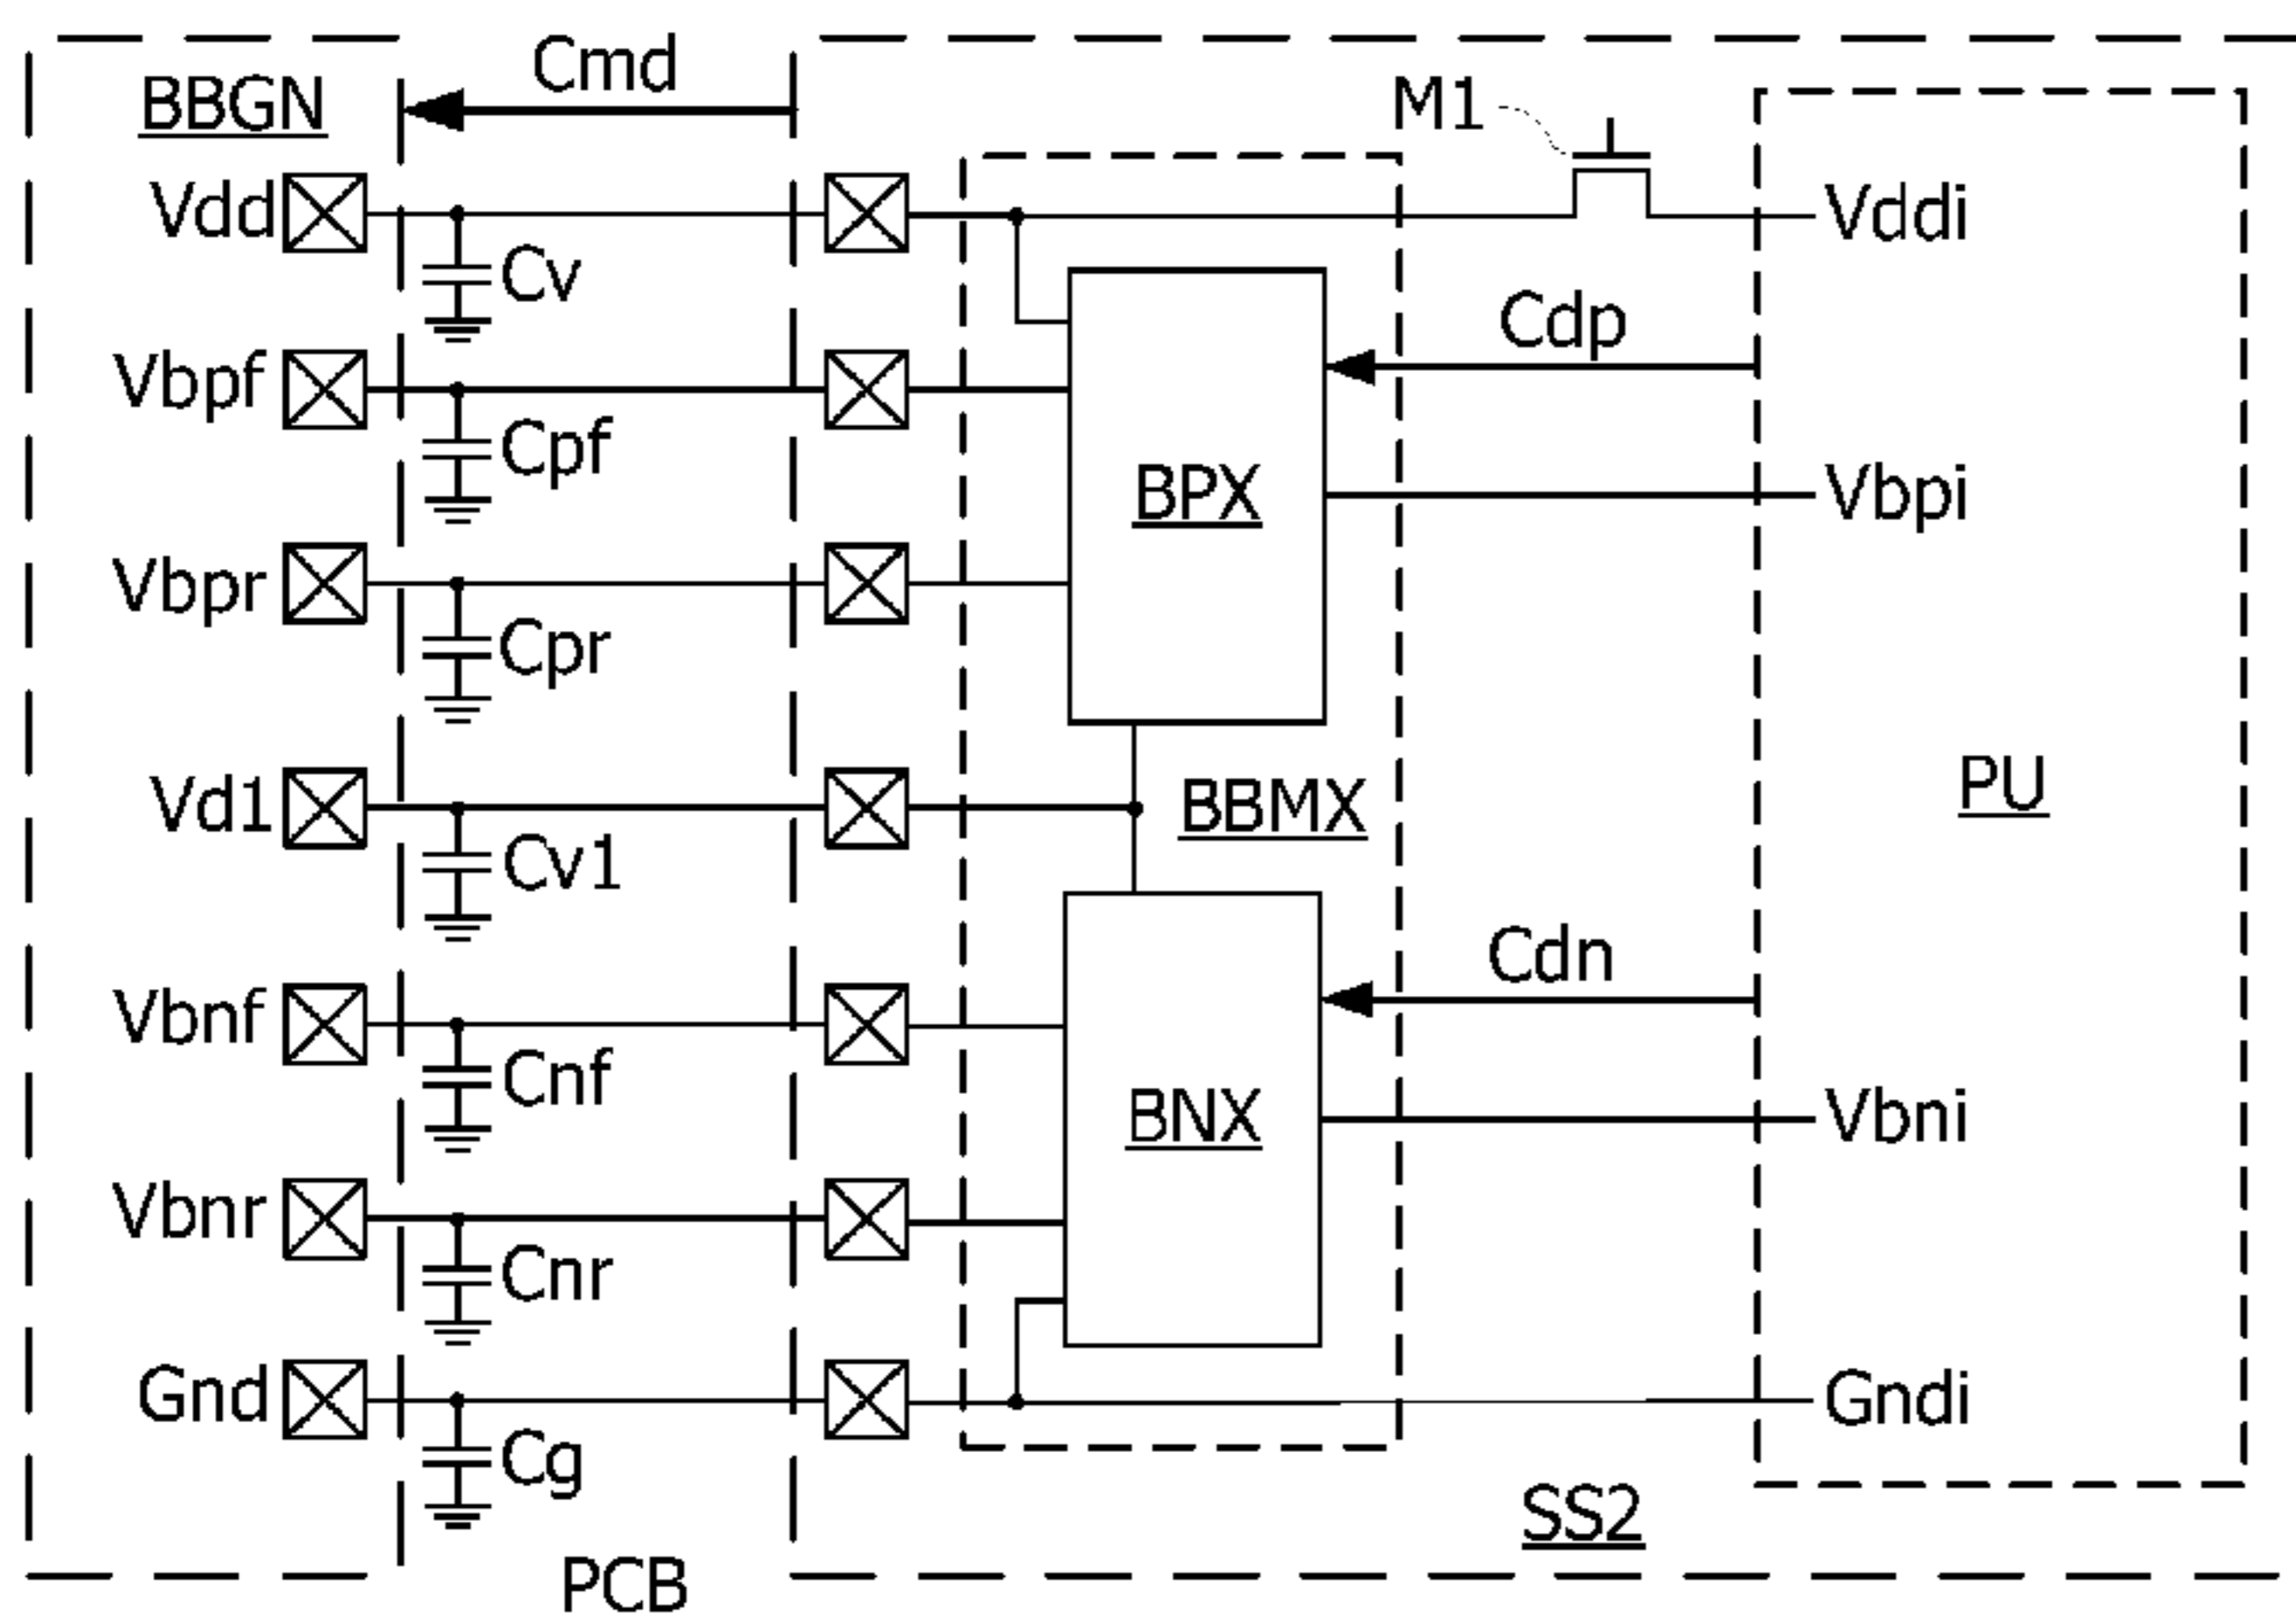 Cmd
BBGN
M1
Vdd
Vddi
Cv
Cdp
Vbpf
Cpf
BPX
Vbpi
Vbpr
Cpr
Vd1
BBMX
PU
Cv1
Cdn
Vbnf
Cnf
BNX
Vbni
Vbnr
Cnr
Gnd
Gndi
Cg
SS2
PCB